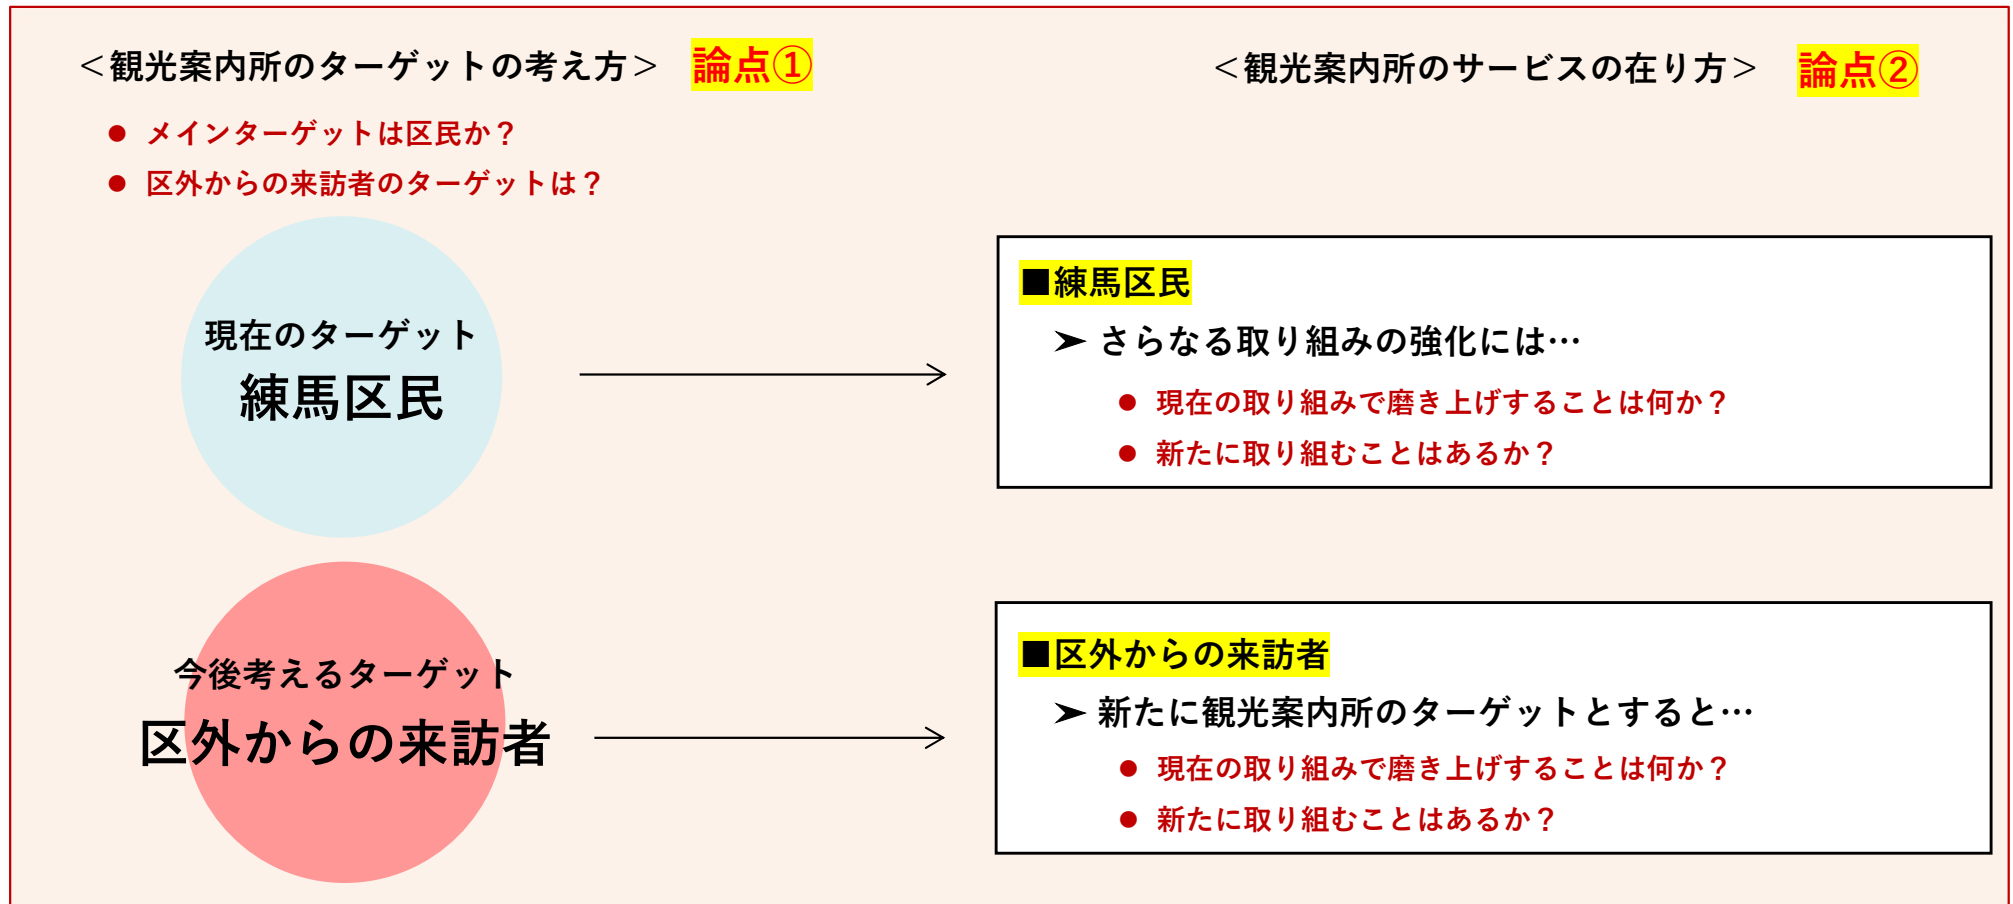 ＜観光案内所のターゲットの考え方＞ 論点①
● メインターゲットは区民か？
● 区外からの来訪者のターゲットは？
現在のターゲット
練馬区民
今後考えるターゲット
区外からの来訪者
＜観光案内所のサービスの在り方＞ 論点②
■練馬区民
➤ さらなる取り組みの強化には…
● 現在の取り組みで磨き上げすることは何か？
● 新たに取り組むことはあるか？
■区外からの来訪者
➤ 新たに観光案内所のターゲットとすると…
● 現在の取り組みで磨き上げすることは何か？
● 新たに取り組むことはあるか？